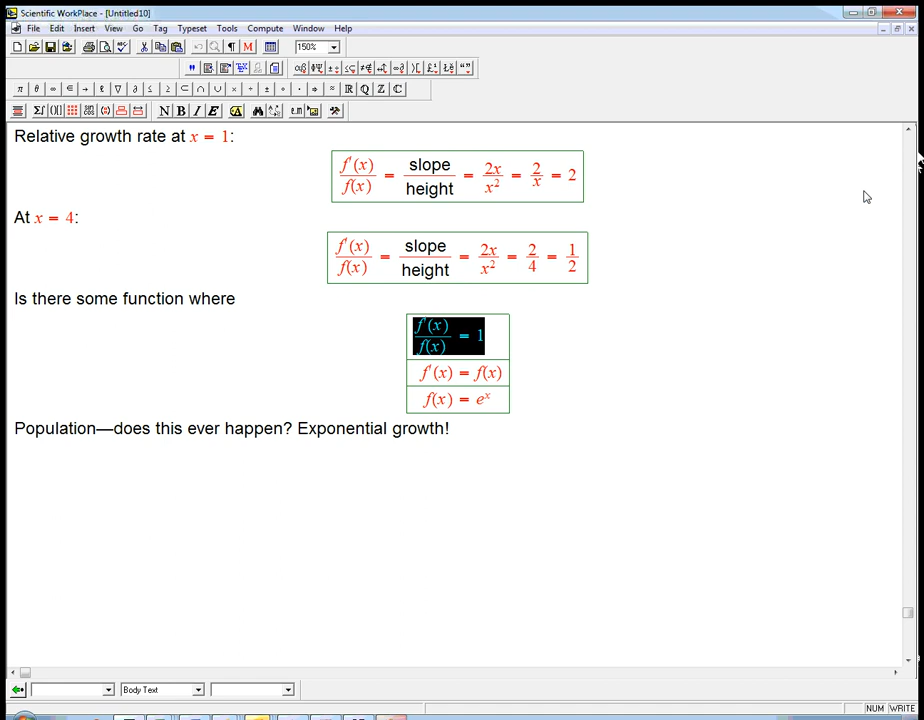 Scientific WorkPlace - [Untitled10]
File Edit Insert View Go Tag Typeset Tools Compute Window Help
150%
N B I E
Relative growth rate at x = 1:
f′(x)/f(x) = slope/height = 2x/x² = 2/x = 2
At x = 4:
f′(x)/f(x) = slope/height = 2x/x² = 2/4 = 1/2
Is there some function where
f′(x)/f(x) = 1
f′(x) = f(x)
f(x) = eˣ
Population—does this ever happen? Exponential growth!
Body Text
NUM WRITE